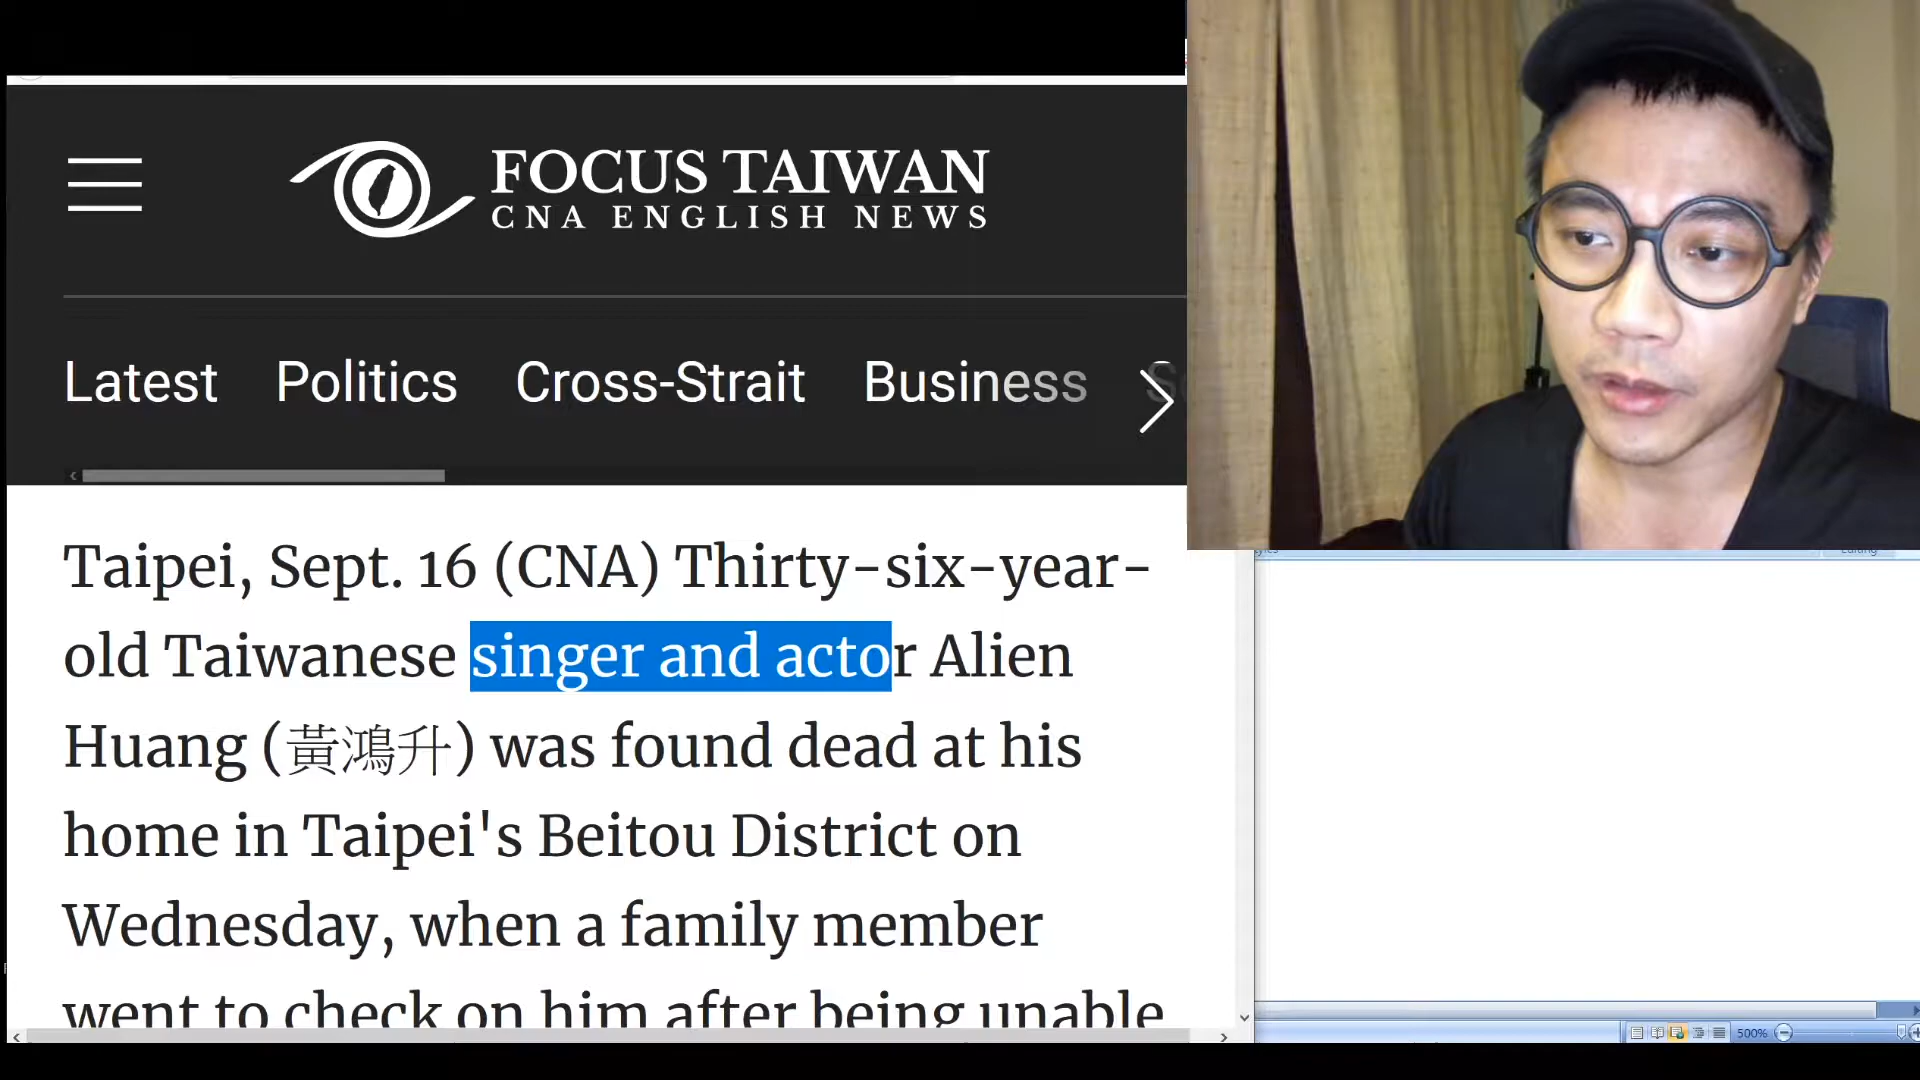 FOCUS TAIWAN
CNA ENGLISH NEWS
Latest Politics Cross-Strait Business
Taipei, Sept. 16 (CNA) Thirty-six-year-
old Taiwanese singer and actor Alien
Huang (黃鴻升) was found dead at his
home in Taipei's Beitou District on
Wednesday, when a family member
went to check on him after being unable
500%